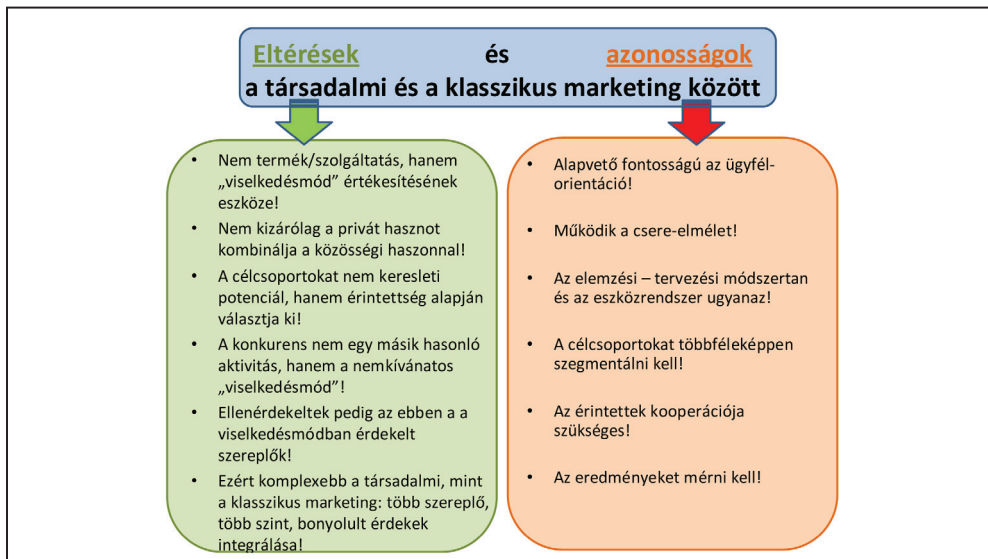 Eltérések és azonosságok
a társadalmi és a klasszikus marketing között
• Nem termék/szolgáltatás, hanem
„viselkedésmód” értékesítésének
eszköze!
• Nem kizárólag a privát hasznot
kombinálja a közösségi haszonnal!
• A célcsoportokat nem keresleti
potenciál, hanem érintettség alapján
választja ki!
• A konkurens nem egy másik hasonló
aktivitás, hanem a nemkívánatos
„viselkedésmód”!
• Ellenérdekeltek pedig az ebben a a
viselkedésmódban érdekelt
szereplők!
• Ezért komplexebb a társadalmi, mint
a klasszikus marketing: több szereplő,
több szint, bonyolult érdekek
integrálása!
• Alapvető fontosságú az ügyfél-
orientáció!
• Működik a csere-elmélet!
• Az elemzési – tervezési módszertan
és az eszközrendszer ugyanaz!
• A célcsoportokat többféleképpen
szegmentálni kell!
• Az érintettek kooperációja
szükséges!
• Az eredményeket mérni kell!